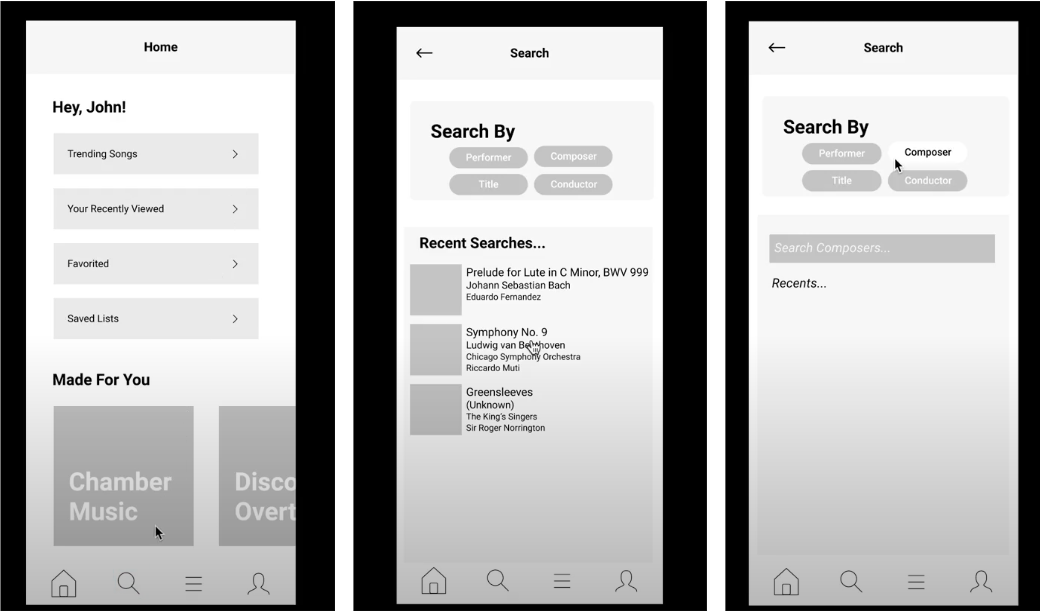 Home
Hey, John!
Trending Songs
Your Recently Viewed
Favorited
Saved Lists
Made For You
Chamber
Music
Disco
Overt
Search
Search By
Performer
Composer
Title
Conductor
Recent Searches...
Prelude for Lute in C Minor, BWV 999
Johann Sebastian Bach
Eduardo Fernandez
Symphony No. 9
Ludwig van Beethoven
Chicago Symphony Orchestra
Riccardo Muti
Greensleeves
(Unknown)
The King's Singers
Sir Roger Norrington
Search
Search By
Performer
Composer
Title
Conductor
Search Composers...
Recents...